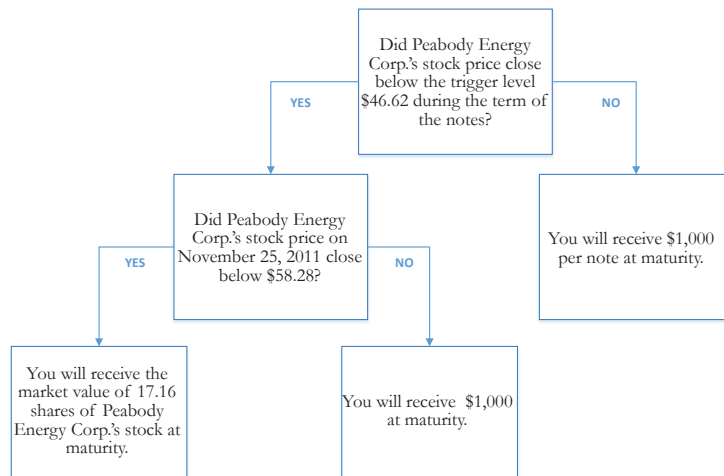 Did Peabody Energy
Corp.'s stock price close
below the trigger level
$46.62 during the term of
the notes?
YES
NO
Did Peabody Energy
Corp.'s stock price on
November 25, 2011 close
below $58.28?
You will receive $1,000
per note at maturity.
YES
NO
You will receive the
market value of 17.16
shares of Peabody
Energy Corp.'s stock at
maturity.
You will receive $1,000
at maturity.